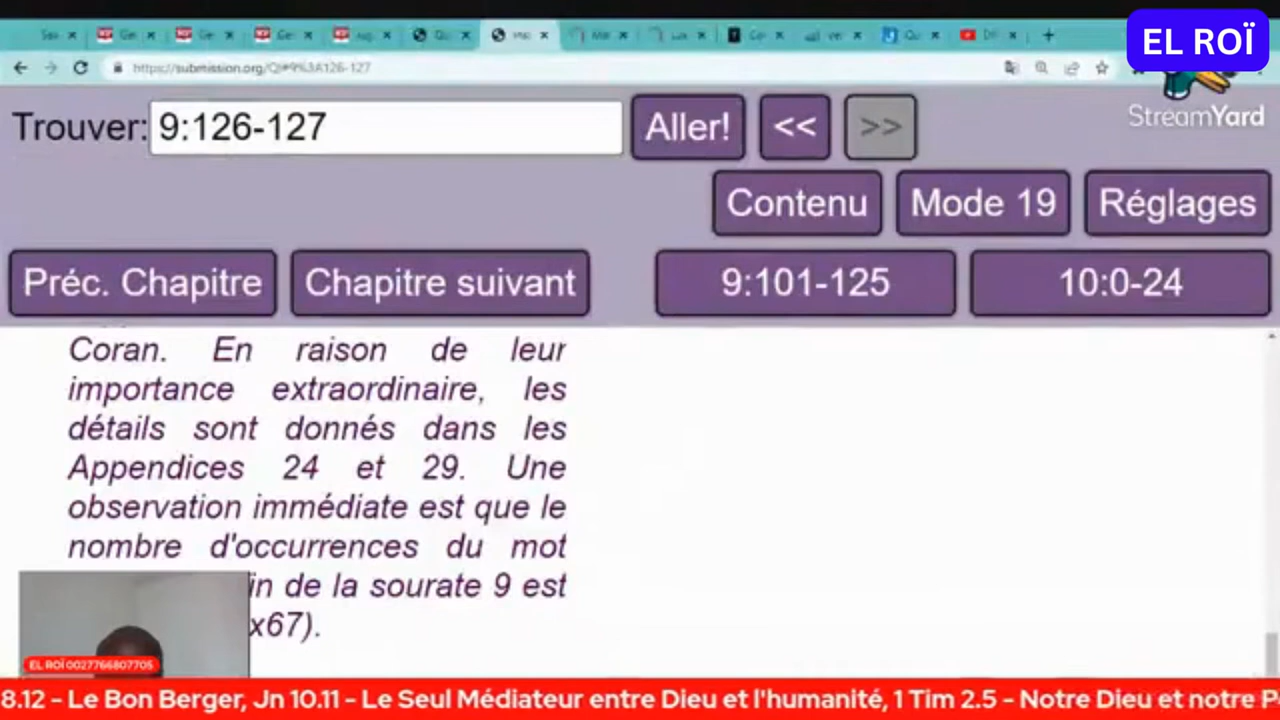 EL ROÏ
https://submission.org/Q/#9%3A126-127
StreamYard
Trouver: 9:126-127 Aller! << >>
Contenu Mode 19 Réglages
Préc. Chapitre Chapitre suivant 9:101-125 10:0-24
Coran. En raison de leur
importance extraordinaire, les
détails sont donnés dans les
Appendices 24 et 29. Une
observation immédiate est que le
nombre d'occurrences du mot
in de la sourate 9 est
x67).
EL ROÏ 0027766807705
8.12 - Le Bon Berger, Jn 10.11 - Le Seul Médiateur entre Dieu et l'humanité, 1 Tim 2.5 - Notre Dieu et notre P